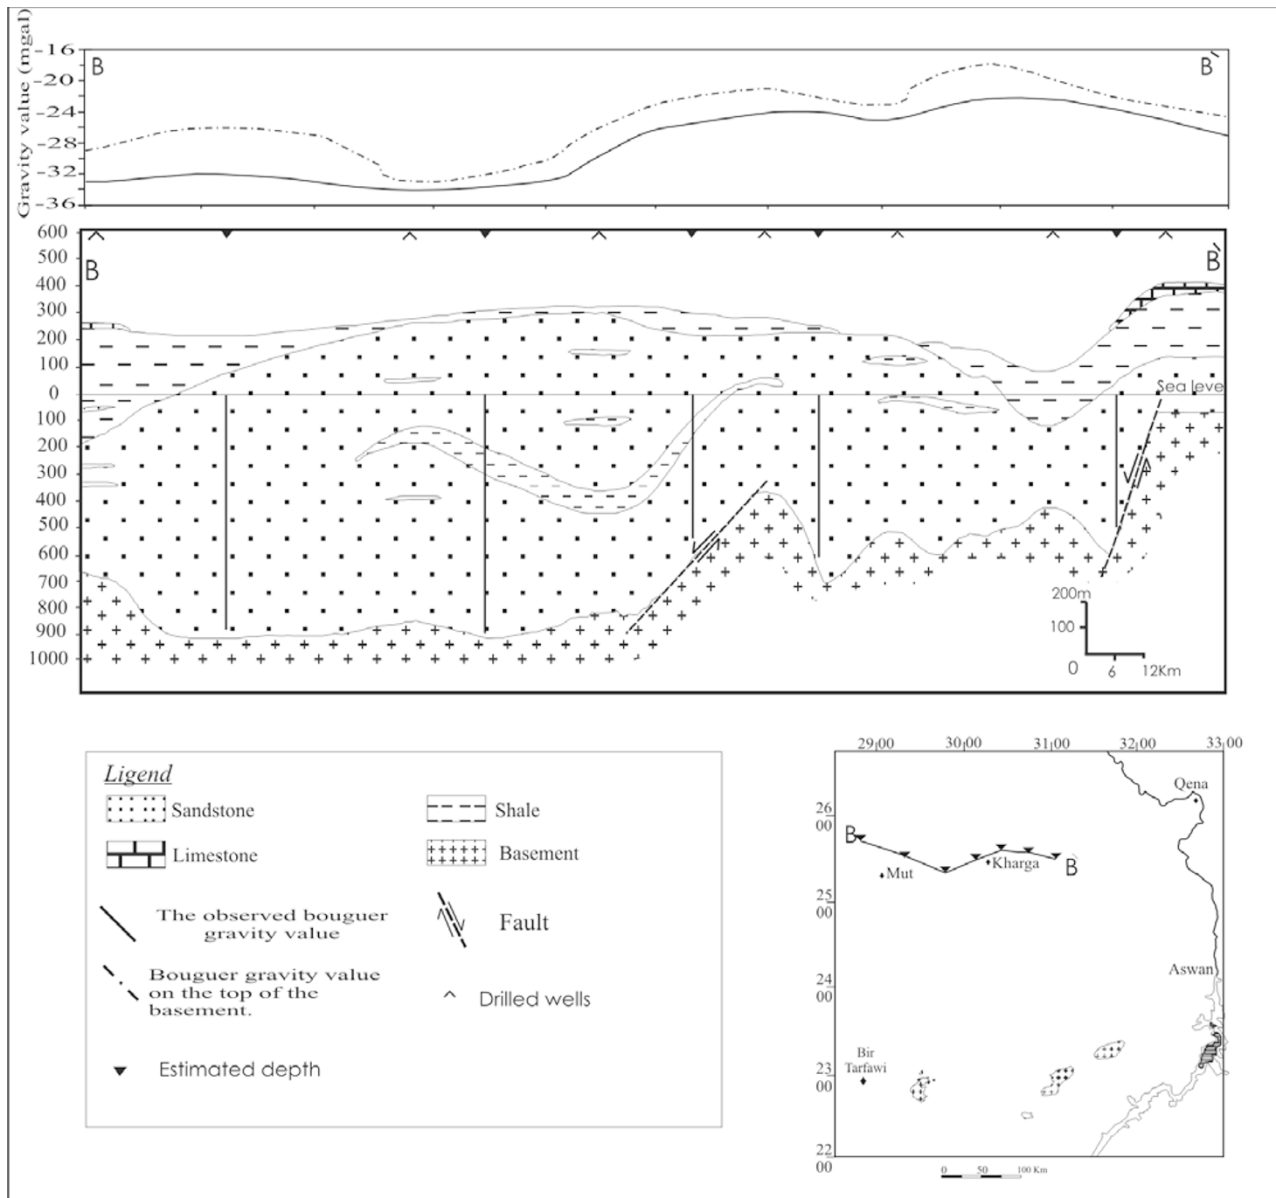 Gravity value (mgal)
-16
-20
-24
-28
-32
-36
B
B`
600
500
400
300
200
100
0
100
200
300
400
500
600
700
800
900
1000
B
B`
Sea leve
200m
100
0
6
12Km
Ligend
Sandstone
Shale
Limestone
Basement
The observed bouguer
gravity value
Fault
Bouguer gravity value
on the top of the
basement.
Drilled wells
Estimated depth
29 00
30 00
31 00
32 00
33 00
26
00
25
00
24
00
23
00
22
00
Qena
B
B`
Mut
Kharga
Aswan
Bir
Tarfawi
0
50
100 Km